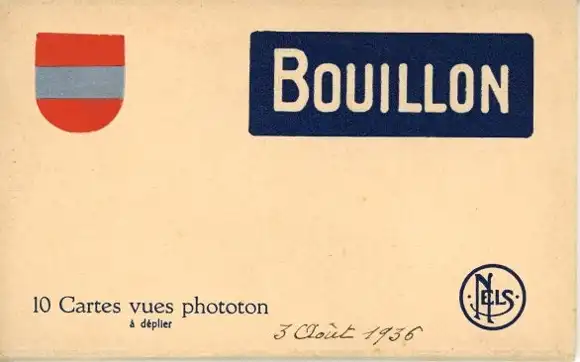 BOUILLON
10 Cartes vues phototon
à déplier
3 Août 1936
NELS